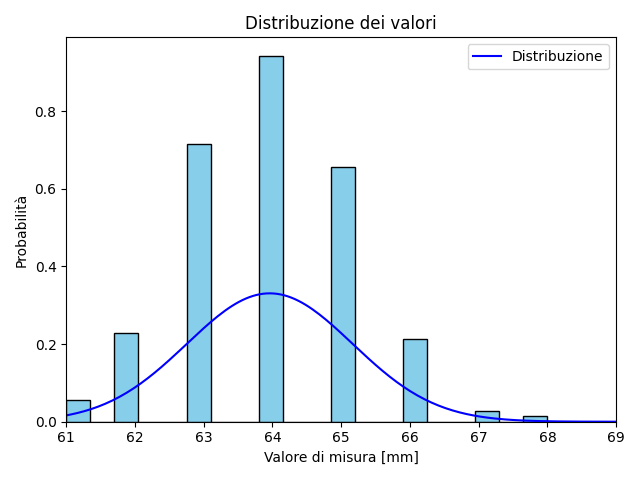 Distribuzione dei valori
Distribuzione
Probabilità
0.8
0.6
0.4
0.2
0.0
61 62 63 64 65 66 67 68 69
Valore di misura [mm]